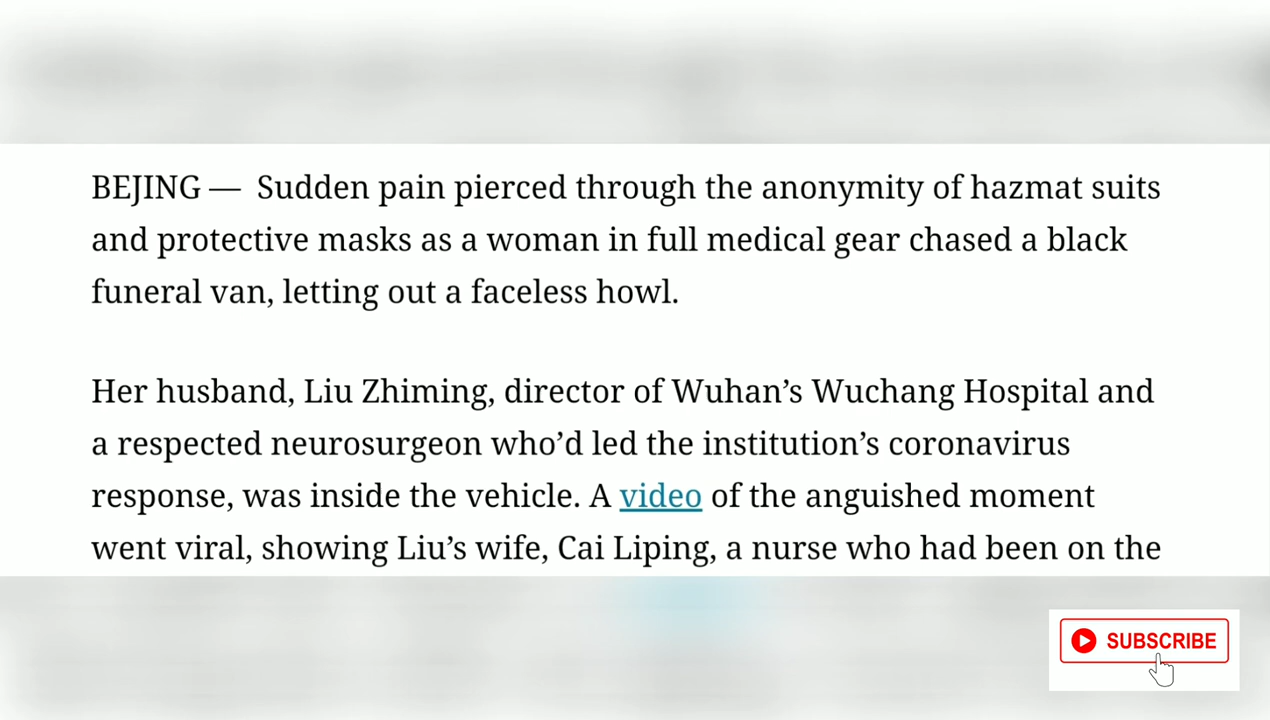 BEJING — Sudden pain pierced through the anonymity of hazmat suits
and protective masks as a woman in full medical gear chased a black
funeral van, letting out a faceless howl.
Her husband, Liu Zhiming, director of Wuhan’s Wuchang Hospital and
a respected neurosurgeon who’d led the institution’s coronavirus
response, was inside the vehicle. A video of the anguished moment
went viral, showing Liu’s wife, Cai Liping, a nurse who had been on the
SUBSCRIBE